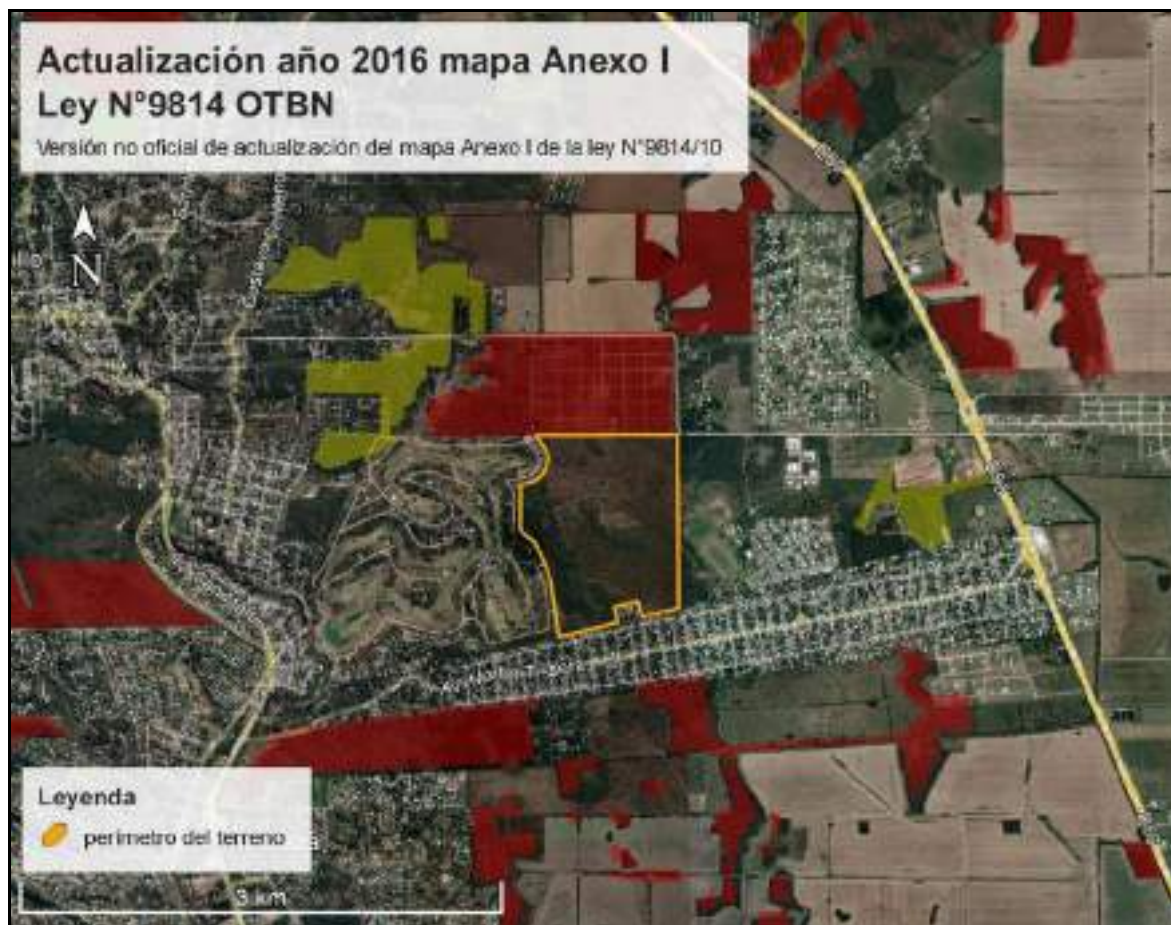 Actualización año 2016 mapa Anexo I
Ley N°9814 OTBN
Versión no oficial de actualización del mapa Anexo I de la ley N°9814/10
N
Leyenda
perímetro del terreno
3 km